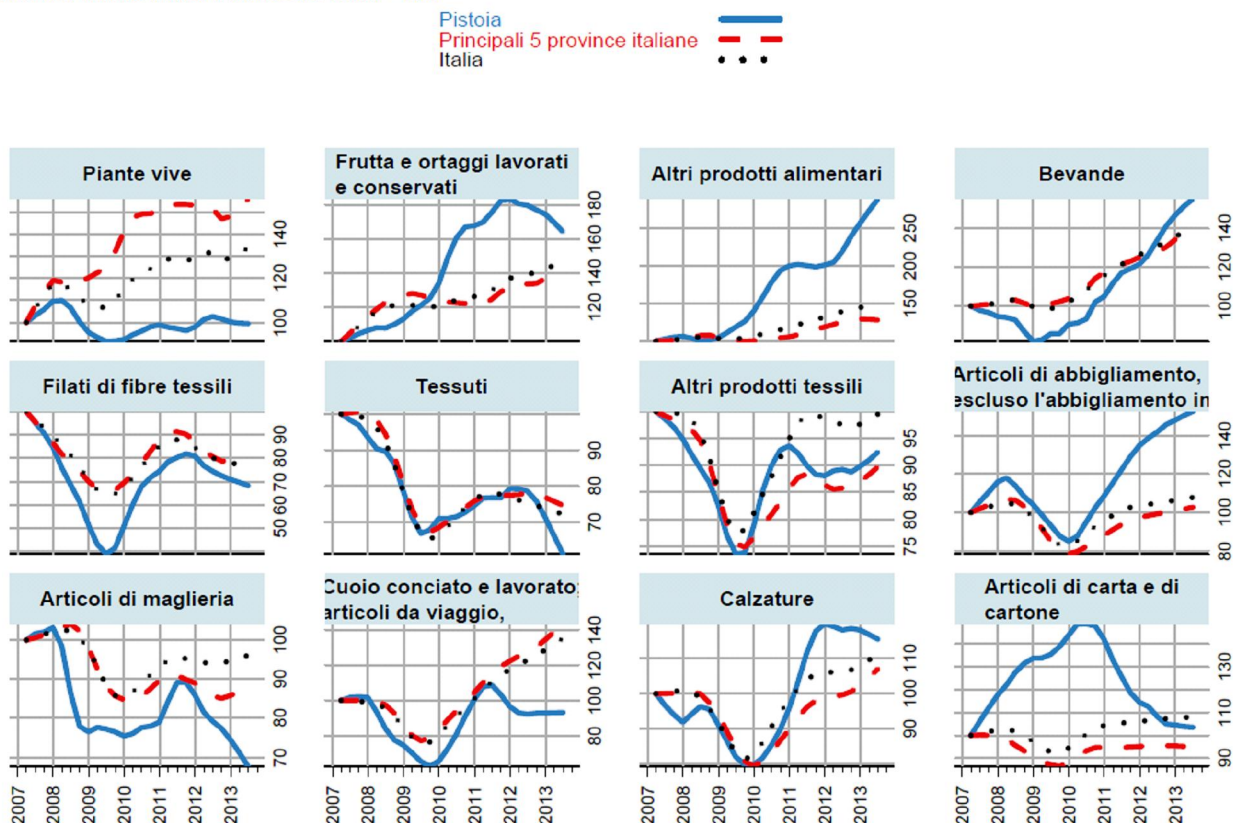 Pistoia
Principali 5 province italiane
Italia
Piante vive
Frutta e ortaggi lavorati
e conservati
Altri prodotti alimentari
Bevande
100 120 140
120 140 160 180
150 200 250
100 120 140
Filati di fibre tessili
Tessuti
Altri prodotti tessili
Articoli di abbigliamento,
escluso l'abbigliamento in
50 60 70 80 90
70 80 90
75 80 85 90 95
80 100 120 140
Articoli di maglieria
Cuoio conciato e lavorato;
articoli da viaggio,
Calzature
Articoli di carta e di
cartone
70 80 90 100
80 100 120 140
90 100 110
90 110 130
2007 2008 2009 2010 2011 2012 2013
2007 2008 2009 2010 2011 2012 2013
2007 2008 2009 2010 2011 2012 2013
2007 2008 2009 2010 2011 2012 2013